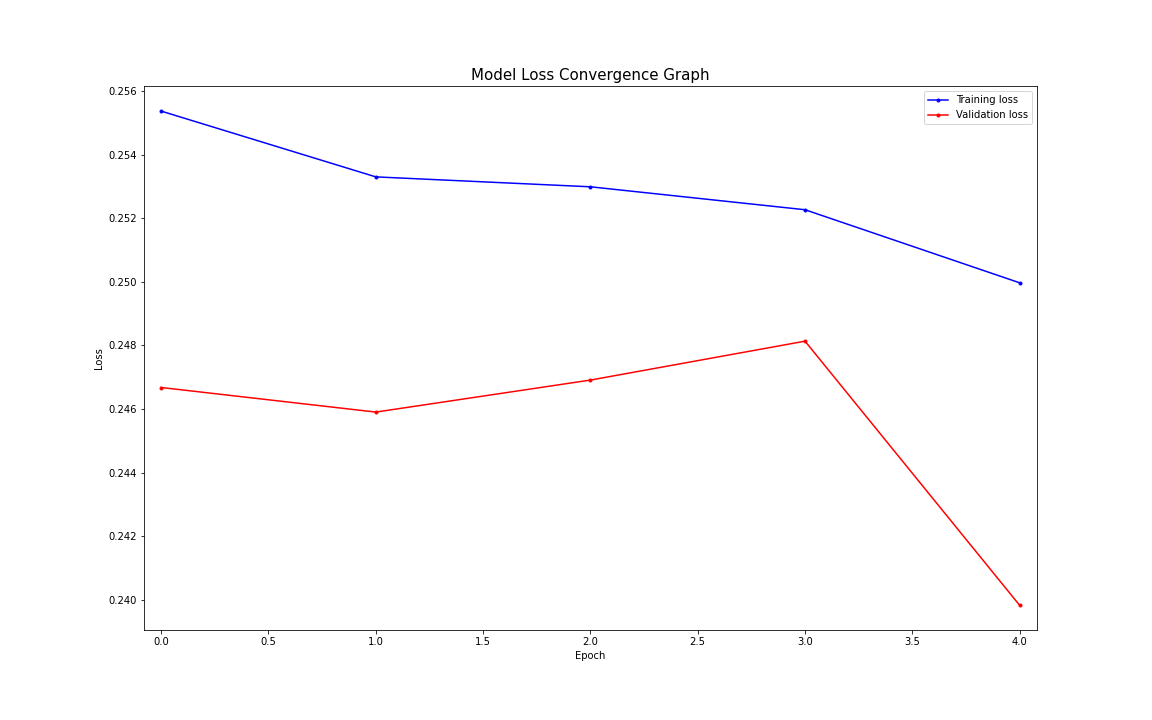 Model Loss Convergence Graph
Training loss
Validation loss
0.256
0.254
0.252
0.250
0.248
0.246
0.244
0.242
0.240
Loss
0.0 0.5 1.0 1.5 2.0 2.5 3.0 3.5 4.0
Epoch